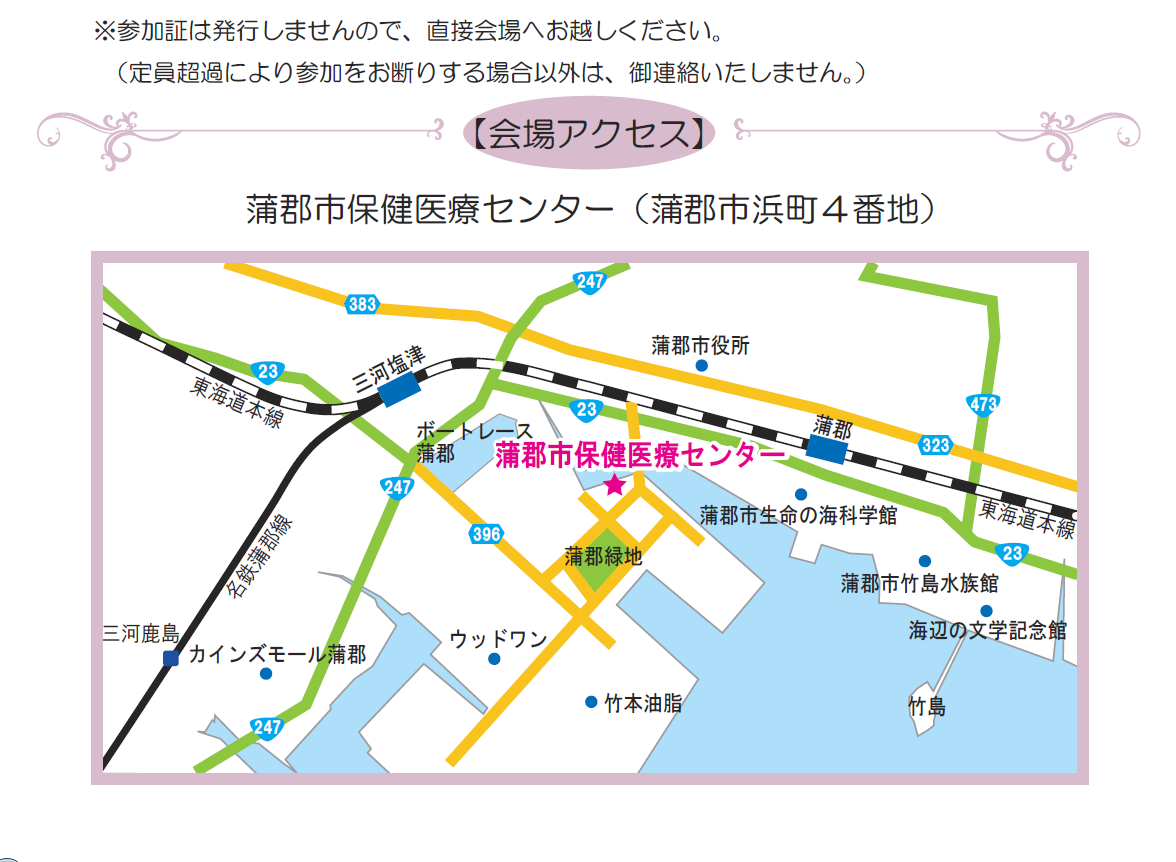 ※参加証は発行しませんので、直接会場へお越しください。
（定員超過により参加をお断りする場合以外は、御連絡いたしません。）
【会場アクセス】
蒲郡市保健医療センター（蒲郡市浜町４番地）
247
383
蒲郡市役所
三河塩津
23
東海道本線
23
473
蒲郡
323
ボートレース
蒲郡
蒲郡市保健医療センター
247
蒲郡市生命の海科学館
東海道本線
396
23
蒲郡緑地
名鉄蒲郡線
蒲郡市竹島水族館
海辺の文学記念館
三河鹿島
カインズモール蒲郡
ウッドワン
竹本油脂
竹島
247